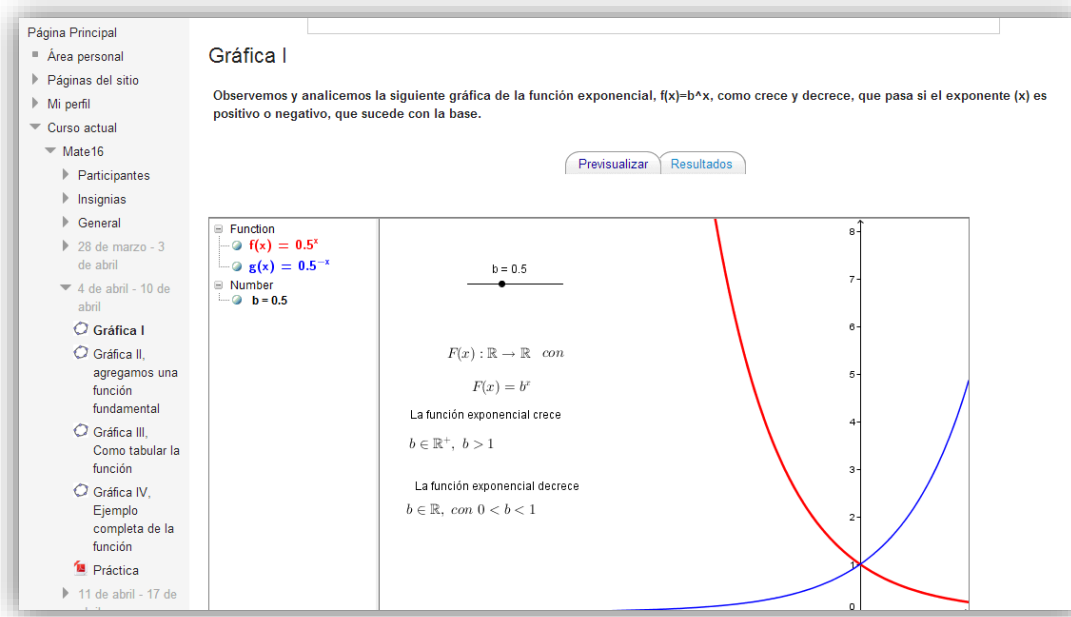 Página Principal
Área personal
Páginas del sitio
Mi perfil
Curso actual
Mate16
Participantes
Insignias
General
28 de marzo - 3
de abril
4 de abril - 10 de
abril
Gráfica I
Gráfica II,
agregamos una
función
fundamental
Gráfica III,
Como tabular la
función
Gráfica IV,
Ejemplo
completa de la
función
Práctica
11 de abril - 17 de
Gráfica I
Observemos y analicemos la siguiente gráfica de la función exponencial, f(x)=b^x, como crece y decrece, que pasa si el exponente (x) es
positivo o negativo, que sucede con la base.
Previsualizar Resultados
Function
f(x) = 0.5ˣ
g(x) = 0.5⁻ˣ
Number
b = 0.5
b = 0.5
F(x) : ℝ → ℝ con
F(x) = bˣ
La función exponencial crece
b ∈ ℝ⁺, b > 1
La función exponencial decrece
b ∈ ℝ, con 0 < b < 1
8
7
6
5
4
3
2
1
0